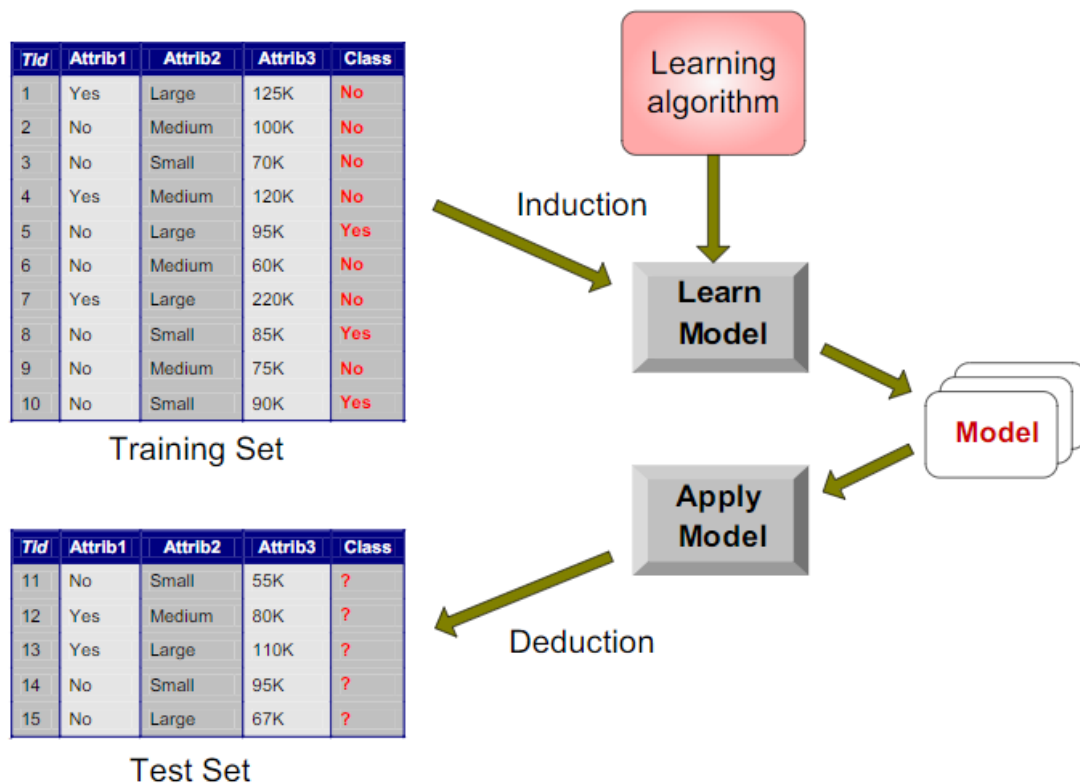 Tid Attrib1 Attrib2 Attrib3 Class
1 Yes Large 125K No
2 No Medium 100K No
3 No Small 70K No
4 Yes Medium 120K No
5 No Large 95K Yes
6 No Medium 60K No
7 Yes Large 220K No
8 No Small 85K Yes
9 No Medium 75K No
10 No Small 90K Yes
Training Set
Learning
algorithm
Induction
Learn
Model
Model
Apply
Model
Deduction
Tid Attrib1 Attrib2 Attrib3 Class
11 No Small 55K ?
12 Yes Medium 80K ?
13 Yes Large 110K ?
14 No Small 95K ?
15 No Large 67K ?
Test Set